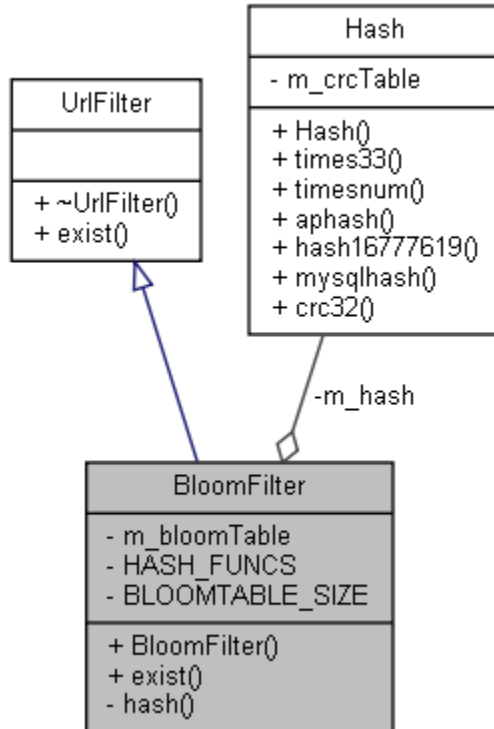 Hash
- m_crcTable
+ Hash()
+ times33()
+ timesnum()
+ aphash()
+ hash16777619()
+ mysqlhash()
+ crc32()
UrlFilter
+ ~UrlFilter()
+ exist()
-m_hash
BloomFilter
- m_bloomTable
- HASH_FUNCS
- BLOOMTABLE_SIZE
+ BloomFilter()
+ exist()
- hash()